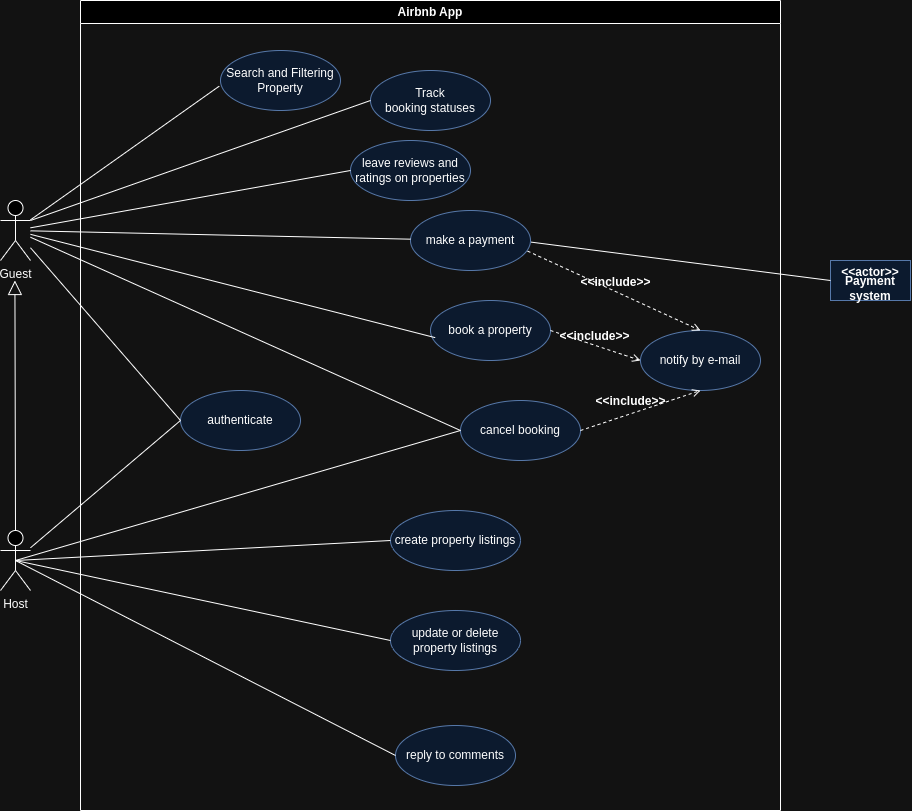 Airbnb App
Search and Filtering
Property
Track
booking statuses
leave reviews and
ratings on properties
make a payment
Guest
<<actor>>
Payment
system
<<include>>
book a property
<<include>>
notify by e-mail
<<include>>
authenticate
cancel booking
create property listings
Host
update or delete
property listings
reply to comments